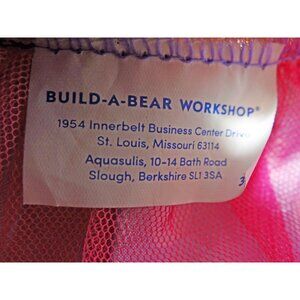 BUILD-A-BEAR WORKSHOP®
1954 Innerbelt Business Center Drive
St. Louis, Missouri 63114
Aquasulis, 10-14 Bath Road
Slough, Berkshire SL1 3SA